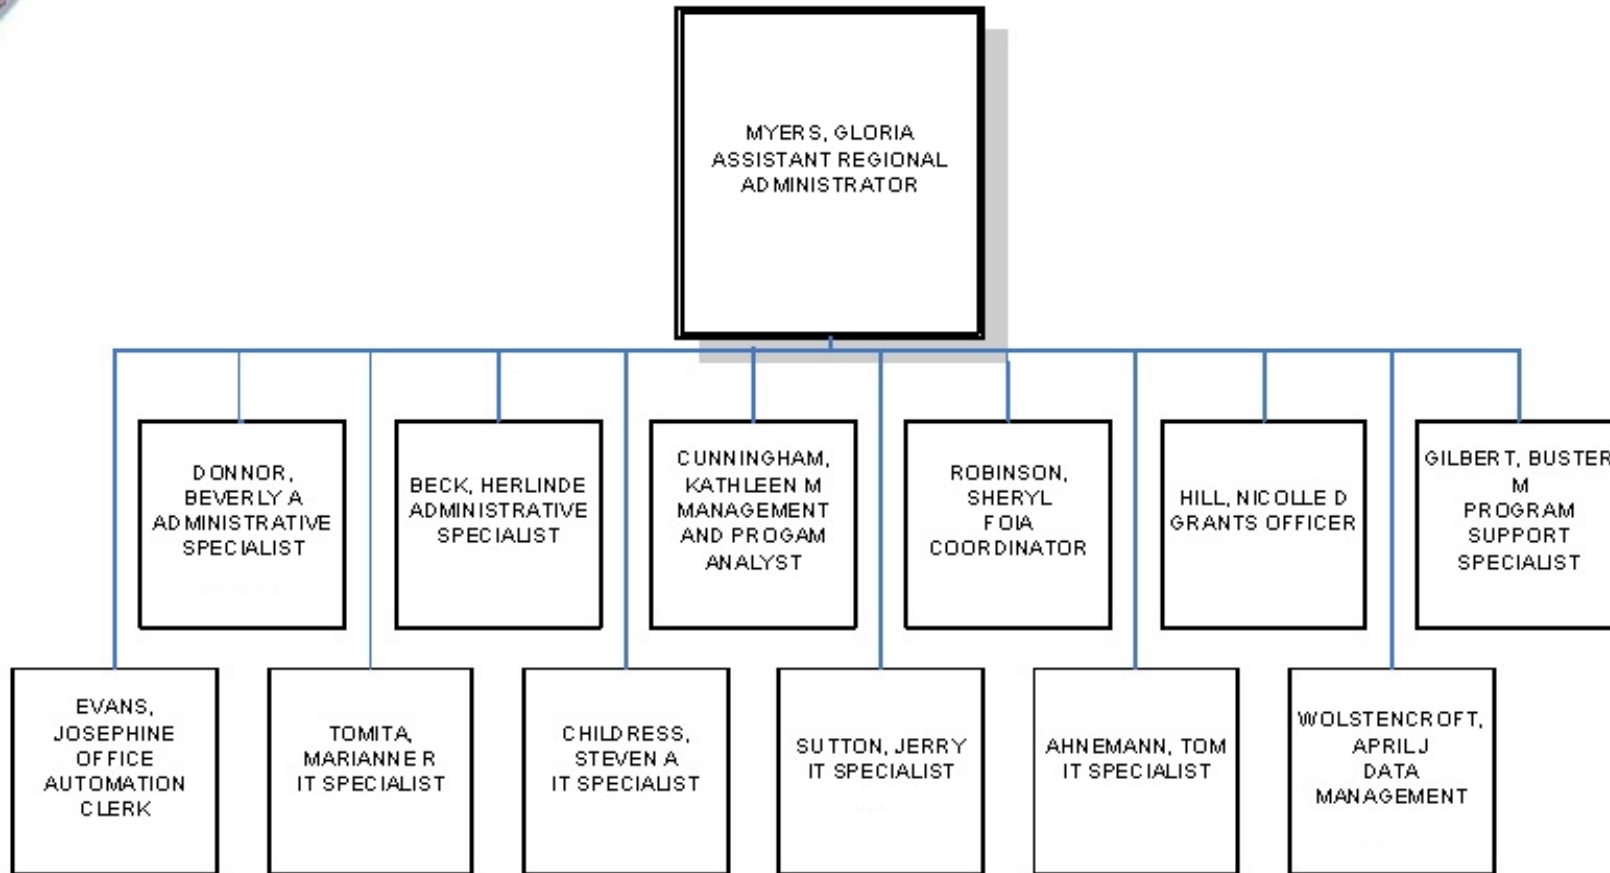 MYERS, GLORIA
ASSISTANT REGIONAL
ADMINISTRATOR
DONNOR,
BEVERLY A
ADMINISTRATIVE
SPECIALIST
BECK, HERLINDE
ADMINISTRATIVE
SPECIALIST
CUNNINGHAM,
KATHLEEN M
MANAGEMENT
AND PROGAM
ANALYST
ROBINSON,
SHERYL
FOIA
COORDINATOR
HILL, NICOLLE D
GRANTS OFFICER
GILBERT, BUSTER
M
PROGRAM
SUPPORT
SPECIALIST
EVANS,
JOSEPHINE
OFFICE
AUTOMATION
CLERK
TOMITA,
MARIANNE R
IT SPECIALIST
CHILDRESS,
STEVEN A
IT SPECIALIST
SUTTON, JERRY
IT SPECIALIST
AHNEMANN, TOM
IT SPECIALIST
WOLSTENCROFT,
APRIL J
DATA
MANAGEMENT